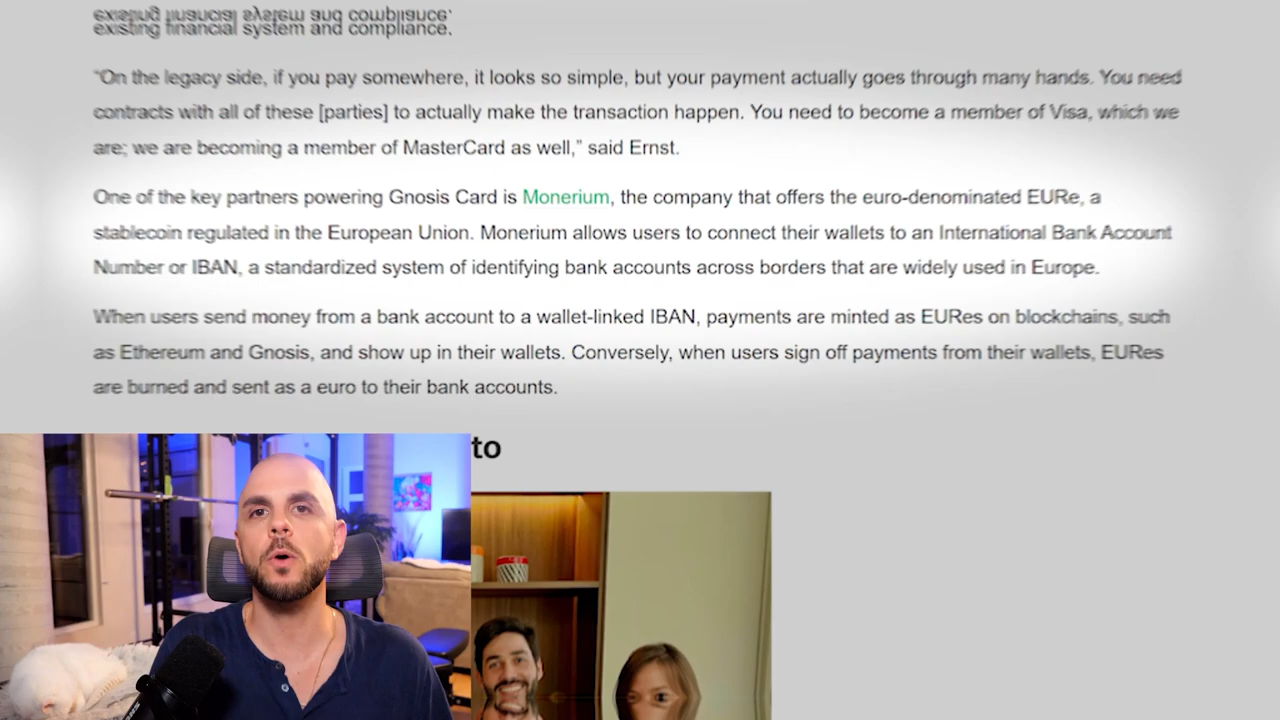 existing financial system and compliance.
“On the legacy side, if you pay somewhere, it looks so simple, but your payment actually goes through many hands. You need
contracts with all of these [parties] to actually make the transaction happen. You need to become a member of Visa, which we
are; we are becoming a member of MasterCard as well,” said Ernst.
One of the key partners powering Gnosis Card is Monerium, the company that offers the euro-denominated EURe, a
stablecoin regulated in the European Union. Monerium allows users to connect their wallets to an International Bank Account
Number or IBAN, a standardized system of identifying bank accounts across borders that are widely used in Europe.
When users send money from a bank account to a wallet-linked IBAN, payments are minted as EURes on blockchains, such
as Ethereum and Gnosis, and show up in their wallets. Conversely, when users sign off payments from their wallets, EURes
are burned and sent as a euro to their bank accounts.
to